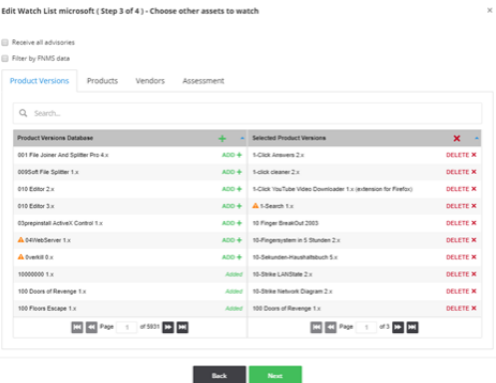 Edit Watch List microsoft ( Step 3 of 4 ) - Choose other assets to watch
×
Receive all advisories
Filter by FNMS data
Product Versions Products Vendors Assessment
Search...
Product Versions Database + Selected Product Versions ×
001 File Joiner And Splitter Pro 4.x ADD + 1-Click Answers 2.x DELETE ×
009Soft File Splitter 1.x ADD + 1-click cleaner 2.x DELETE ×
010 Editor 2.x ADD + 1-Click YouTube Video Downloader 1.x (extension for Firefox) DELETE ×
010 Editor 3.x ADD + 1-Search 1.x DELETE ×
03prepinstall ActiveX Control 1.x ADD + 10 Finger BreakOut 2003 DELETE ×
04WebServer 1.x ADD + 10-Fingersystem in 5 Stunden 2.x DELETE ×
0verkill 0.x ADD + 10-Sekunden-Haushaltsbuch 5.x DELETE ×
10000000 1.x Added 10-Strike LANState 2.x DELETE ×
100 Doors of Revenge 1.x Added 10-Strike Network Diagram 2.x DELETE ×
100 Floors Escape 1.x Added 100 Doors of Revenge 1.x DELETE ×
Page 1 of 5931 Page 1 of 3
Back Next